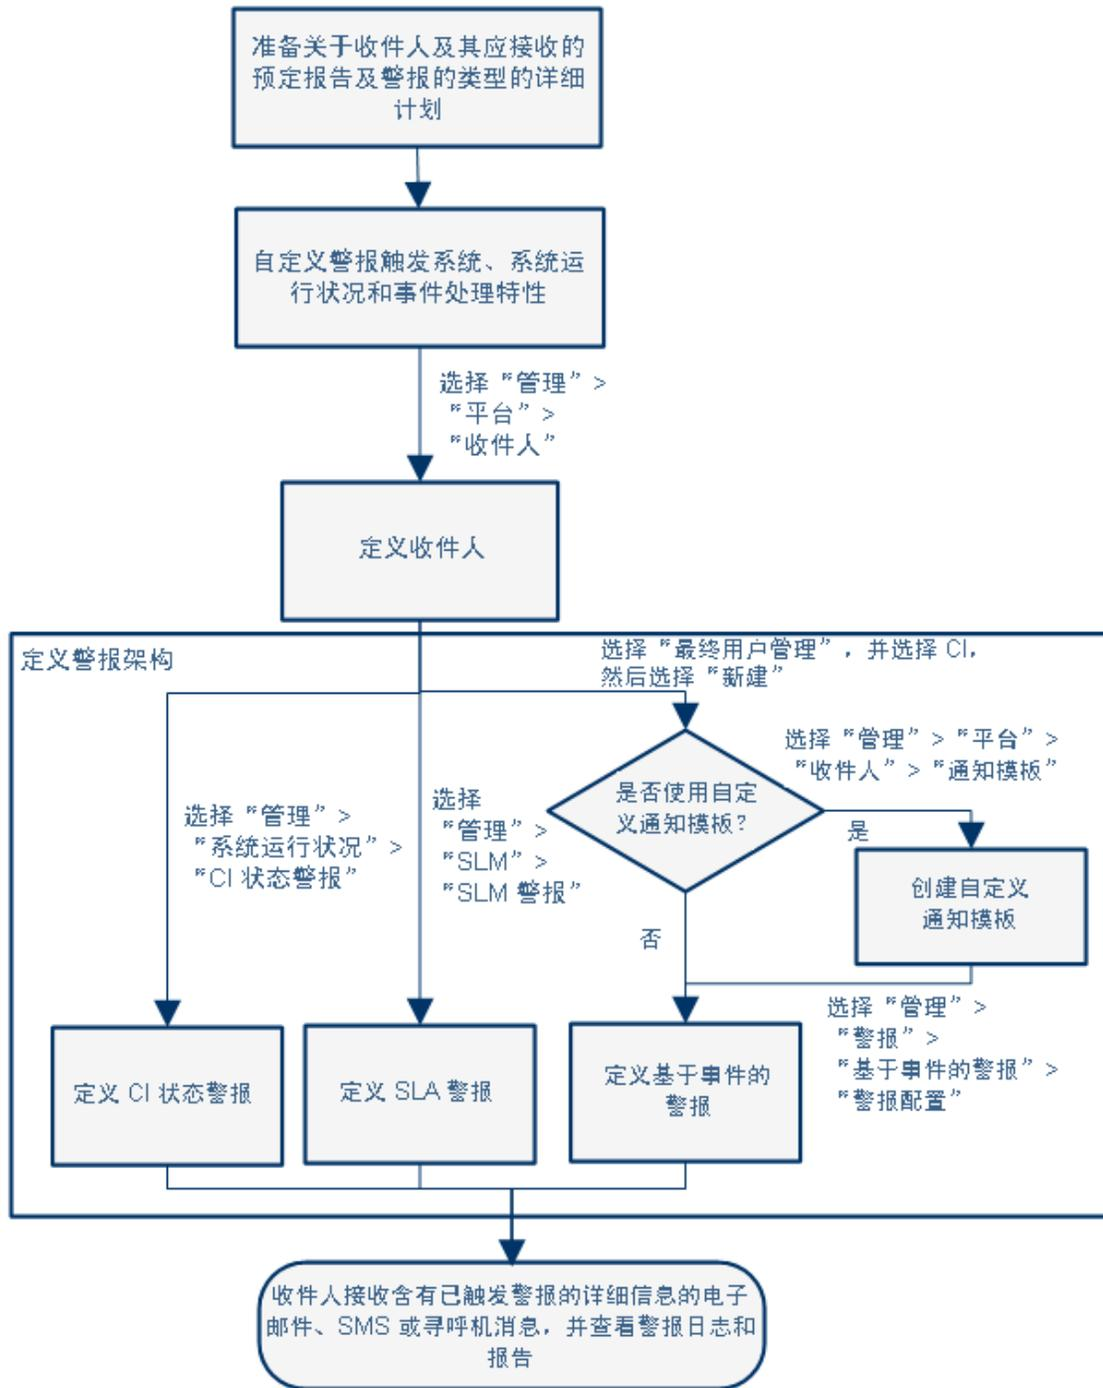 准备关于收件人及其应接收的
预定报告及警报的类型的详细
计划
自定义警报触发系统、系统运
行状况和事件处理特性
选择“管理” >
“平台” >
“收件人”
定义收件人
定义警报架构
选择“最终用户管理”，并选择 CI，
然后选择“新建”
选择“管理” > “平台” >
“收件人” > “通知模板”
是否使用自定
义通知模板？
是
创建自定义
通知模板
选择“管理” >
“系统运行状况” >
“CI 状态警报”
选择
“管理” >
“SLM” >
“SLM 警报”
否
选择“管理” >
“警报” >
“基于事件的警报” >
“警报配置”
定义 CI 状态警报
定义 SLA 警报
定义基于事件的
警报
收件人接收含有已触发警报的详细信息的电子
邮件、SMS 或寻呼机消息，并查看警报日志和
报告